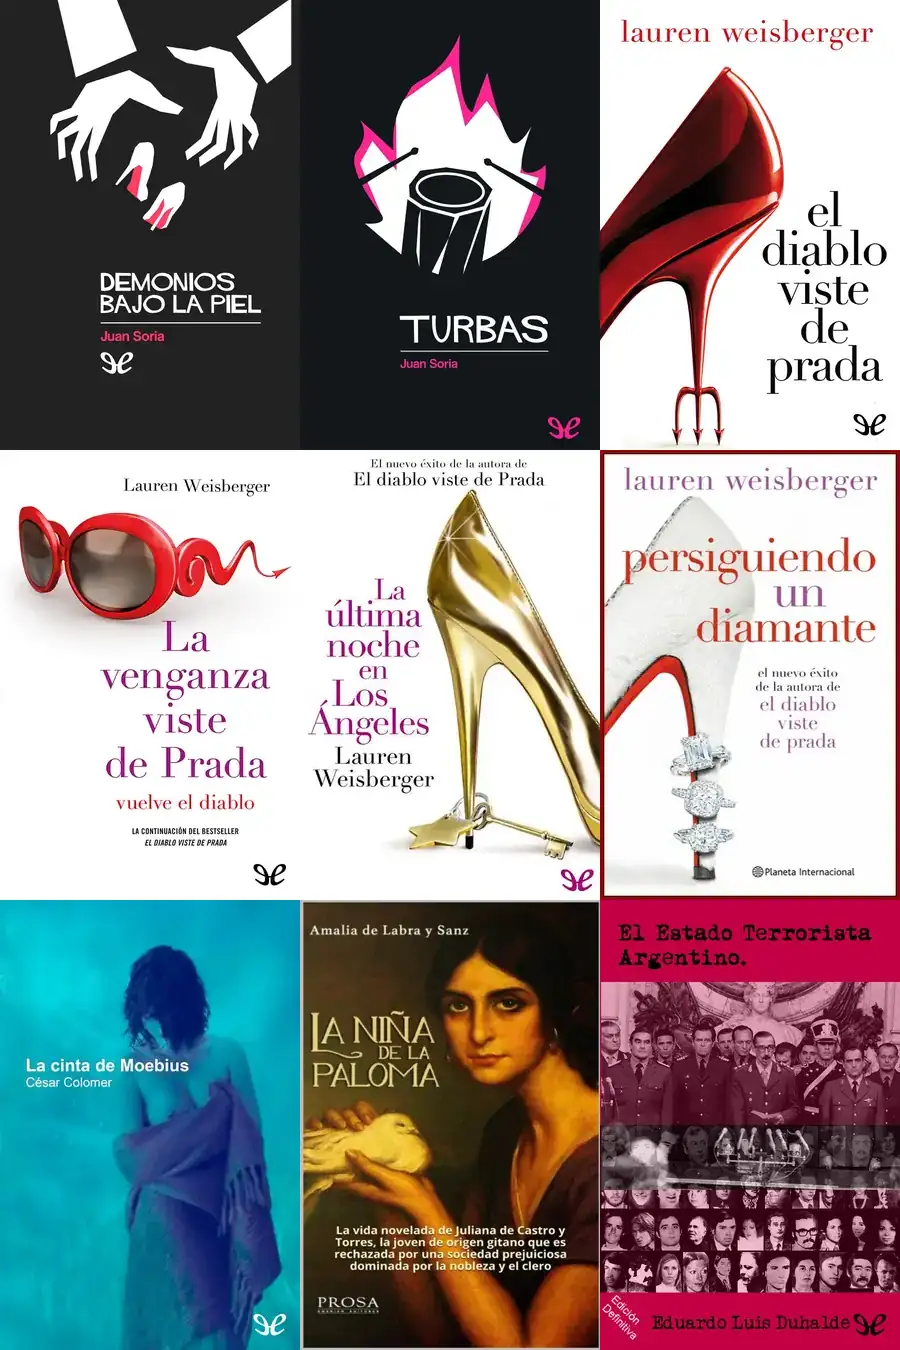 DEMONIOS
BAJO LA PIEL
Juan Soria
TURBAS
Juan Soria
lauren weisberger
el
diablo
viste
de
prada
Lauren Weisberger
La
venganza
viste
de Prada
vuelve el diablo
LA CONTINUACIÓN DEL BESTSELLER
EL DIABLO VISTE DE PRADA
El nuevo éxito de la autora de
El diablo viste de Prada
La
última
noche
en
Los
Ángeles
Lauren
Weisberger
lauren weisberger
persiguiendo
un
diamante
el nuevo éxito
de la autora de
el diablo
viste
de prada
Planeta Internacional
La cinta de Moebius
César Colomer
Amalia de Labra y Sanz
LA NIÑA
DE LA
PALOMA
La vida novelada de Juliana de Castro y
Torres, la joven de origen gitano que es
rechazada por una sociedad prejuiciosa
dominada por la nobleza y el clero
PROSA
El Estado Terrorista
Argentino.
Edición
Definitiva
Eduardo Luis Duhalde